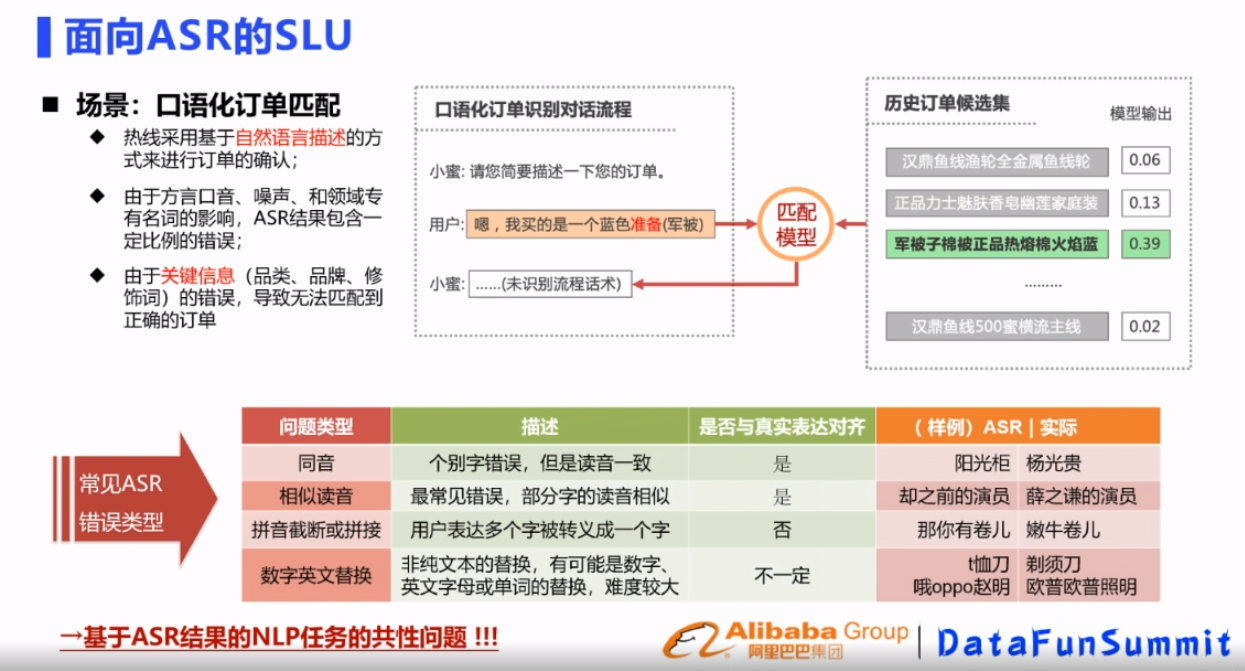 面向ASR的SLU
■ 场景：口语化订单匹配
◆ 热线采用基于自然语言描述的方
式来进行订单的确认；
◆ 由于方言口音、噪声、和领域专
有名词的影响，ASR结果包含一
定比例的错误；
◆ 由于关键信息（品类、品牌、修
饰词）的错误，导致无法匹配到
正确的订单
口语化订单识别对话流程
小蜜: 请您简要描述一下您的订单。
用户: 嗯，我买的是一个蓝色准备(军被)
小蜜: ......(未识别流程话术)
匹配
模型
历史订单候选集
模型输出
汉鼎鱼线渔轮全金属鱼线轮 0.06
正品力士魅肤香皂幽莲家庭装 0.13
军被子棉被正品热熔棉火焰蓝 0.39
.........
汉鼎鱼线500蜜横流主线 0.02
常见ASR
错误类型
问题类型 描述 是否与真实表达对齐 （样例）ASR | 实际
同音 个别字错误，但是读音一致 是 阳光柜 杨光贵
相似读音 最常见错误，部分字的读音相似 是 却之前的演员 薛之谦的演员
拼音截断或拼接 用户表达多个字被转义成一个字 否 那你有卷儿 嫩牛卷儿
数字英文替换 非纯文本的替换，有可能是数字、
英文字母或单词的替换，难度较大 不一定 t恤刀 剃须刀
哦oppo赵明 欧普欧普照明
→基于ASR结果的NLP任务的共性问题 !!!
Alibaba Group
阿里巴巴集团
DataFunSummit